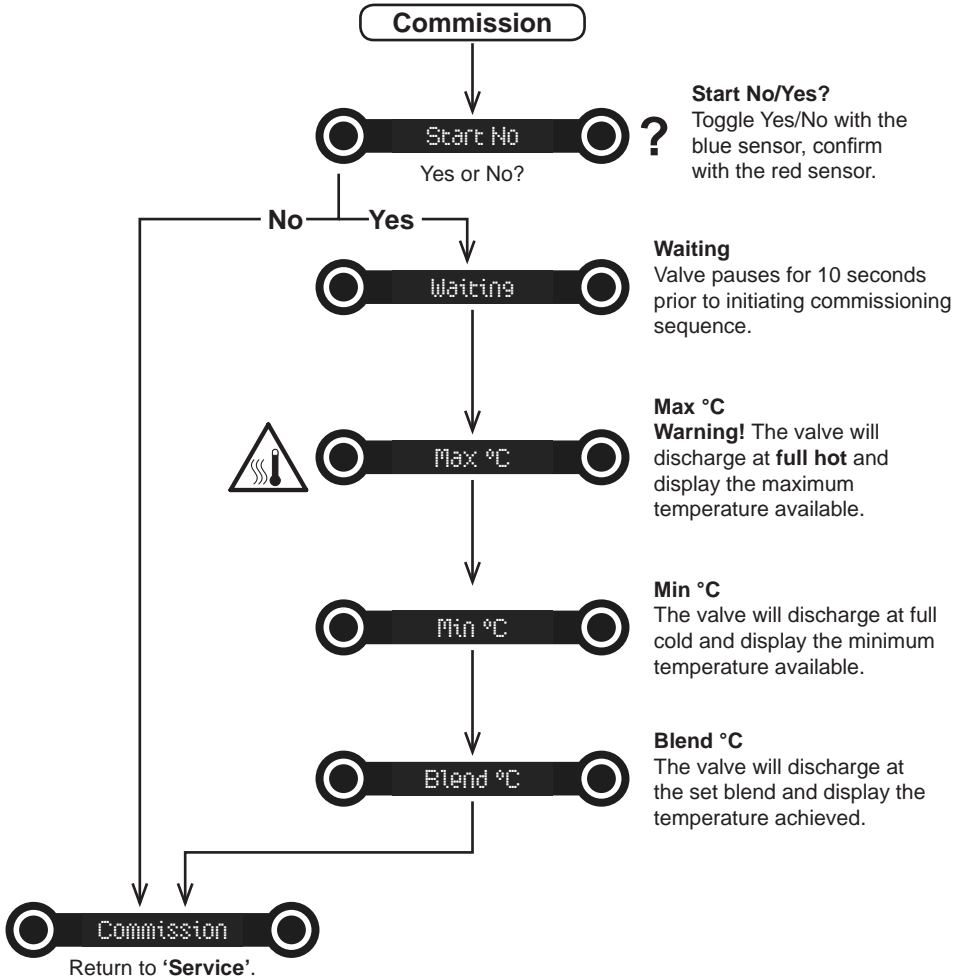 Commission
Start No
?
Yes or No?
Start No/Yes?
Toggle Yes/No with the
blue sensor, confirm
with the red sensor.
No
Yes
Waiting
Waiting
Valve pauses for 10 seconds
prior to initiating commissioning
sequence.
Max °C
Max °C
Warning! The valve will
discharge at full hot and
display the maximum
temperature available.
Min °C
Min °C
The valve will discharge at full
cold and display the minimum
temperature available.
Blend °C
Blend °C
The valve will discharge at
the set blend and display the
temperature achieved.
Commission
Return to ‘Service’.